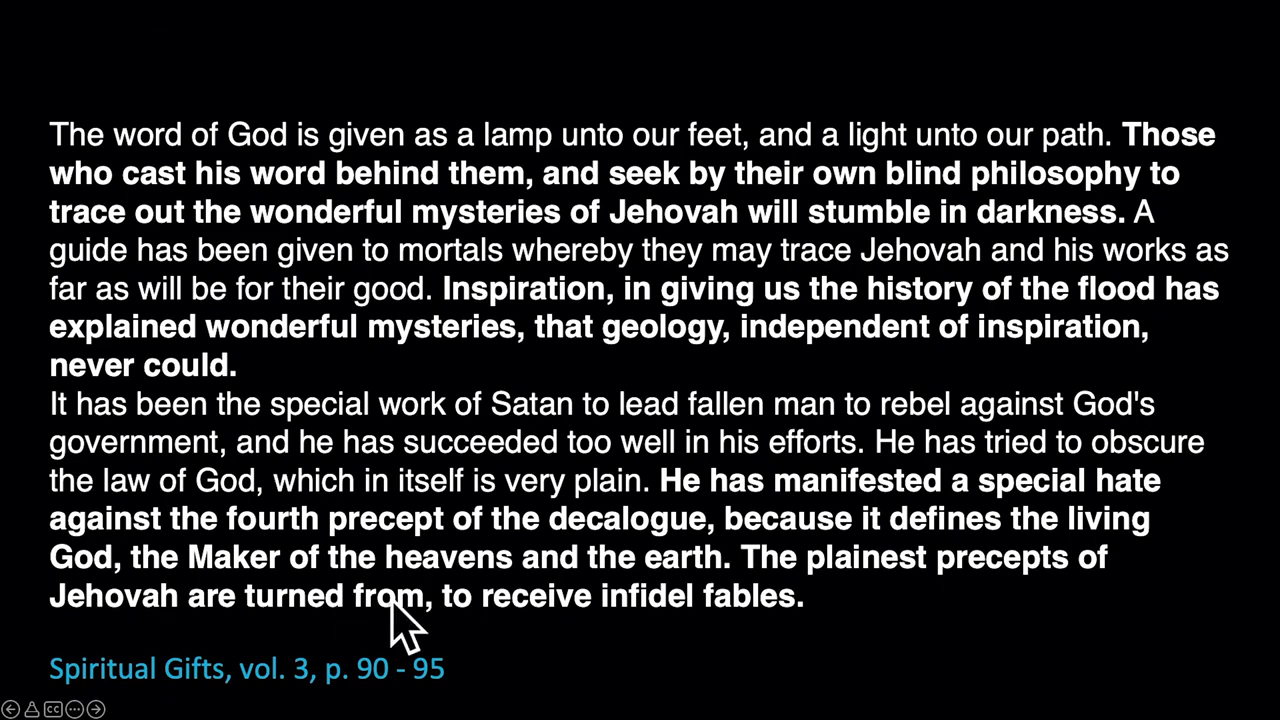 The word of God is given as a lamp unto our feet, and a light unto our path. Those
who cast his word behind them, and seek by their own blind philosophy to
trace out the wonderful mysteries of Jehovah will stumble in darkness. A
guide has been given to mortals whereby they may trace Jehovah and his works as
far as will be for their good. Inspiration, in giving us the history of the flood has
explained wonderful mysteries, that geology, independent of inspiration,
never could.
It has been the special work of Satan to lead fallen man to rebel against God's
government, and he has succeeded too well in his efforts. He has tried to obscure
the law of God, which in itself is very plain. He has manifested a special hate
against the fourth precept of the decalogue, because it defines the living
God, the Maker of the heavens and the earth. The plainest precepts of
Jehovah are turned from, to receive infidel fables.
Spiritual Gifts, vol. 3, p. 90 - 95
CC